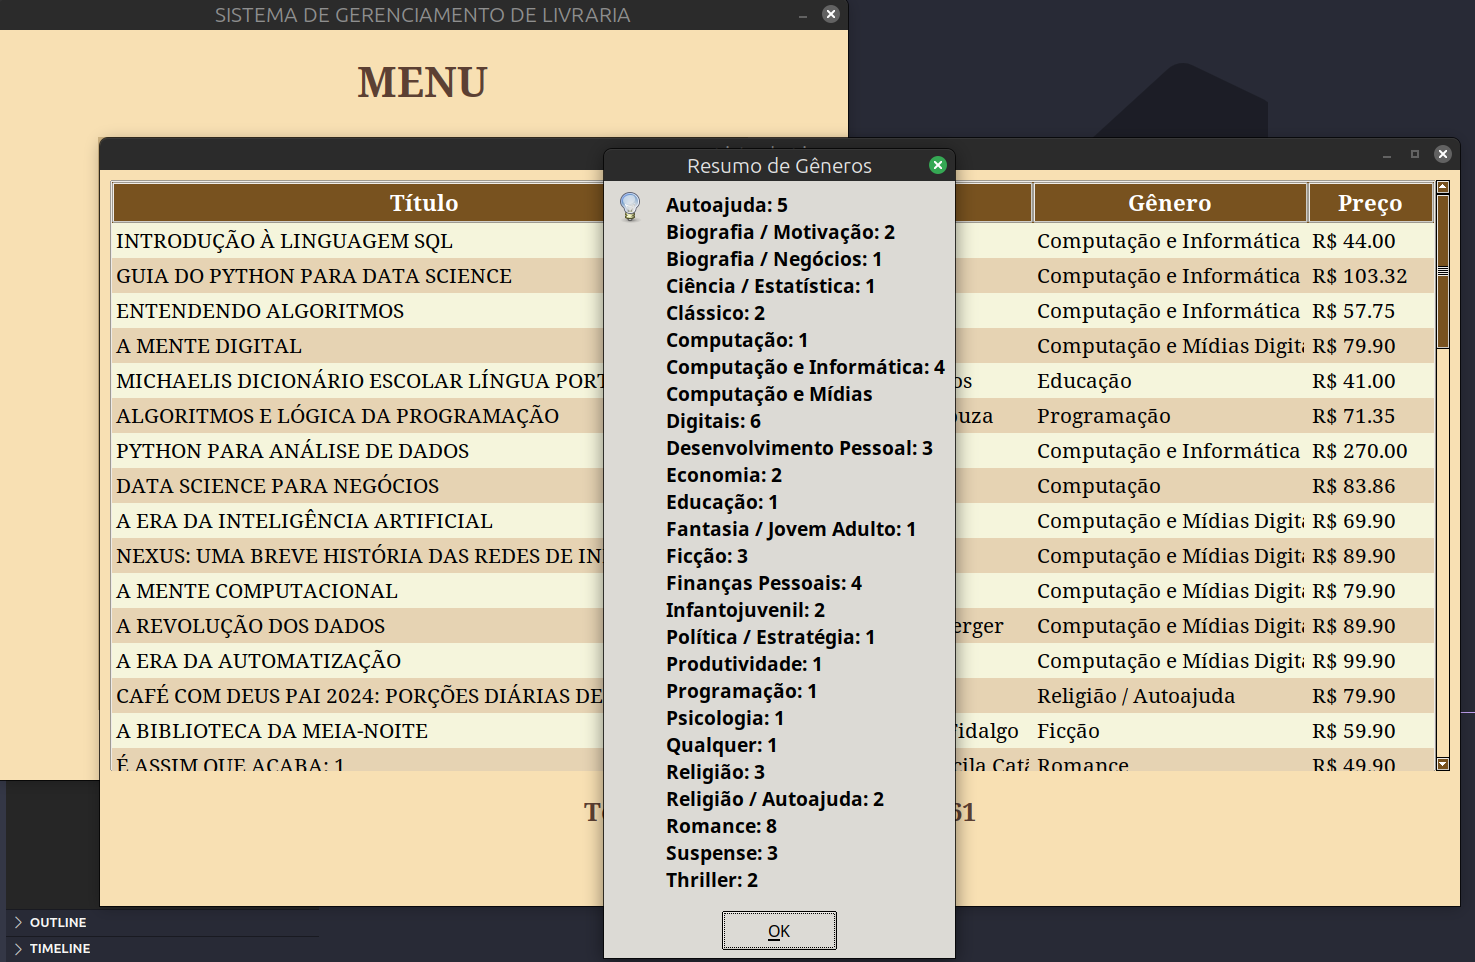 SISTEMA DE GERENCIAMENTO DE LIVRARIA
MENU
Resumo de Gêneros
Autoajuda: 5
Biografia / Motivação: 2
Biografia / Negócios: 1
Ciência / Estatística: 1
Clássico: 2
Computação: 1
Computação e Informática: 4
Computação e Mídias
Digitais: 6
Desenvolvimento Pessoal: 3
Economia: 2
Educação: 1
Fantasia / Jovem Adulto: 1
Ficção: 3
Finanças Pessoais: 4
Infantojuvenil: 2
Política / Estratégia: 1
Produtividade: 1
Programação: 1
Psicologia: 1
Qualquer: 1
Religião: 3
Religião / Autoajuda: 2
Romance: 8
Suspense: 3
Thriller: 2
OK
Título Gênero Preço
INTRODUÇÃO À LINGUAGEM SQL Computação e Informática R$ 44.00
GUIA DO PYTHON PARA DATA SCIENCE Computação e Informática R$ 103.32
ENTENDENDO ALGORITMOS Computação e Informática R$ 57.75
A MENTE DIGITAL Computação e Mídias Digita R$ 79.90
MICHAELIS DICIONÁRIO ESCOLAR LÍNGUA PORT os Educação R$ 41.00
ALGORITMOS E LÓGICA DA PROGRAMAÇÃO ouza Programação R$ 71.35
PYTHON PARA ANÁLISE DE DADOS Computação e Informática R$ 270.00
DATA SCIENCE PARA NEGÓCIOS Computação R$ 83.86
A ERA DA INTELIGÊNCIA ARTIFICIAL Computação e Mídias Digita R$ 69.90
NEXUS: UMA BREVE HISTÓRIA DAS REDES DE IN Computação e Mídias Digita R$ 89.90
A MENTE COMPUTACIONAL Computação e Mídias Digita R$ 79.90
A REVOLUÇÃO DOS DADOS erger Computação e Mídias Digita R$ 89.90
A ERA DA AUTOMATIZAÇÃO Computação e Mídias Digita R$ 99.90
CAFÉ COM DEUS PAI 2024: PORÇÕES DIÁRIAS DE Religião / Autoajuda R$ 79.90
A BIBLIOTECA DA MEIA-NOITE Fidalgo Ficção R$ 59.90
É ASSIM QUE ACABA: 1 cila Catã Romance R$ 49.90
61
OUTLINE
TIMELINE